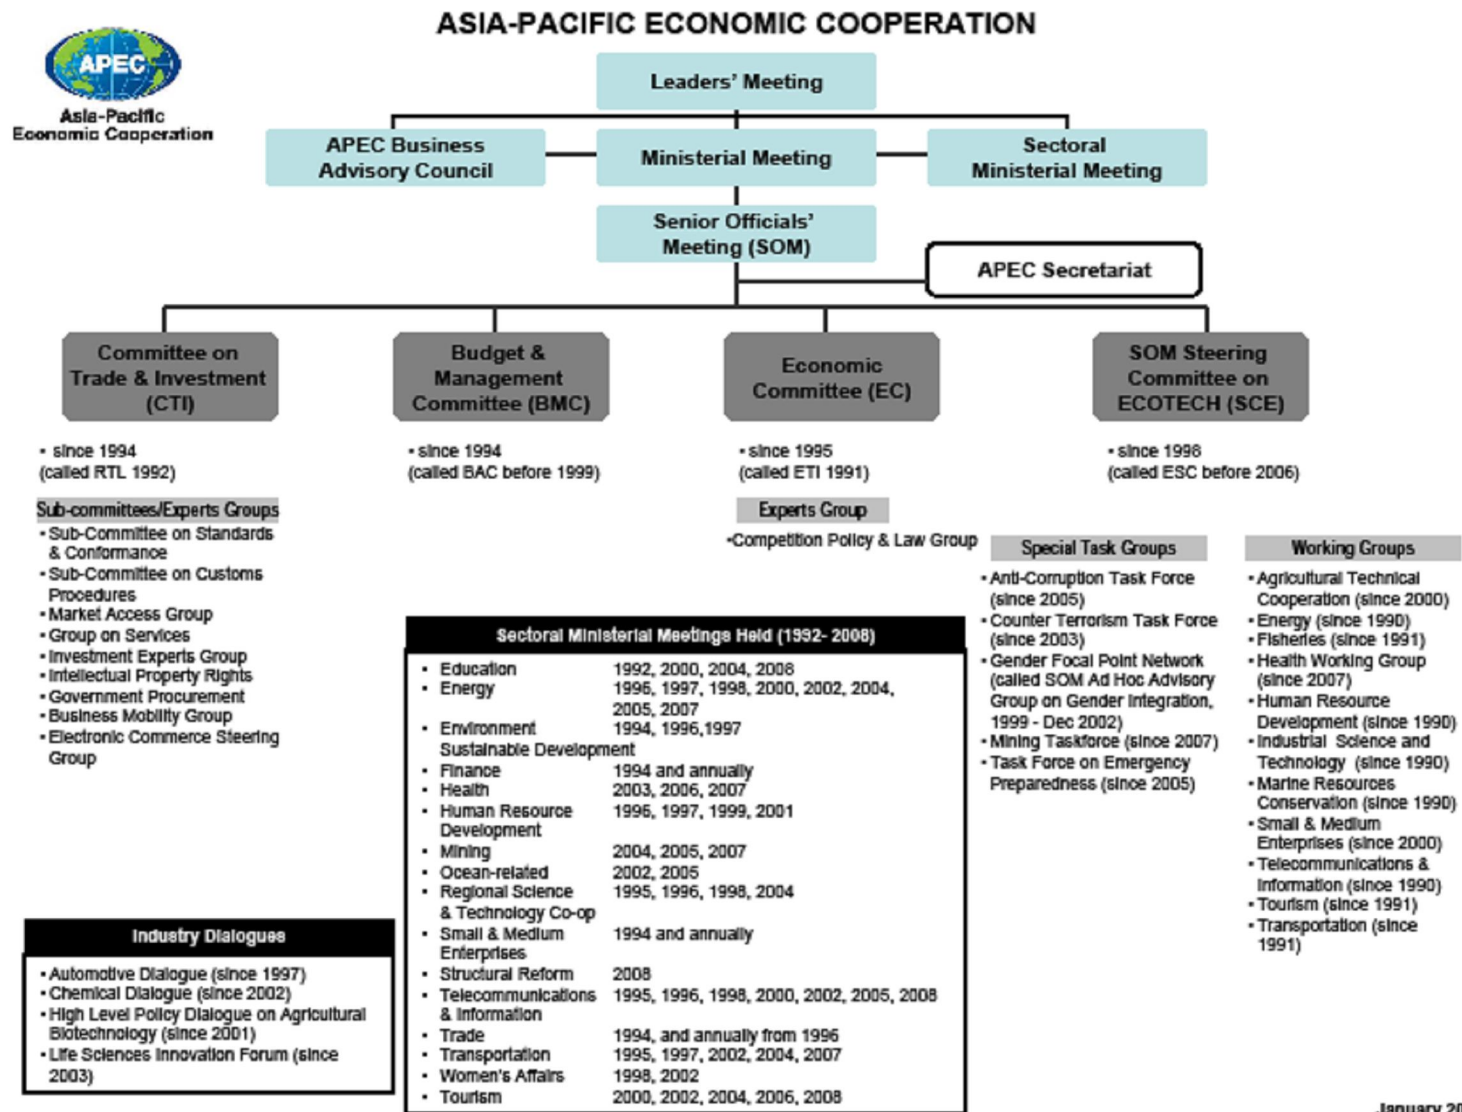 ASIA-PACIFIC ECONOMIC COOPERATION
APEC
Asia-Pacific
Economic Cooperation
Leaders' Meeting
APEC Business
Advisory Council
Ministerial Meeting
Sectoral
Ministerial Meeting
Senior Officials'
Meeting (SOM)
APEC Secretariat
Committee on
Trade & Investment
(CTI)
Budget &
Management
Committee (BMC)
Economic
Committee (EC)
SOM Steering
Committee on
ECOTECH (SCE)
• since 1994
(called RTL 1992)
• since 1994
(called BAC before 1999)
• since 1995
(called ETI 1991)
• since 1998
(called ESC before 2006)
Sub-committees/Experts Groups
• Sub-Committee on Standards
& Conformance
• Sub-Committee on Customs
Procedures
• Market Access Group
• Group on Services
• Investment Experts Group
• Intellectual Property Rights
• Government Procurement
• Business Mobility Group
• Electronic Commerce Steering
Group
Experts Group
•Competition Policy & Law Group
Special Task Groups
• Anti-Corruption Task Force
(since 2005)
• Counter Terrorism Task Force
(since 2003)
• Gender Focal Point Network
(called SOM Ad Hoc Advisory
Group on Gender Integration,
1999 - Dec 2002)
• Mining Taskforce (since 2007)
• Task Force on Emergency
Preparedness (since 2005)
Working Groups
• Agricultural Technical
Cooperation (since 2000)
• Energy (since 1990)
• Fisheries (since 1991)
• Health Working Group
(since 2007)
• Human Resource
Development (since 1990)
• Industrial Science and
Technology (since 1990)
• Marine Resources
Conservation (since 1990)
• Small & Medium
Enterprises (since 2000)
• Telecommunications &
Information (since 1990)
• Tourism (since 1991)
• Transportation (since
1991)
Sectoral Ministerial Meetings Held (1992- 2008)
• Education 1992, 2000, 2004, 2008
• Energy 1996, 1997, 1998, 2000, 2002, 2004,
2005, 2007
• Environment 1994, 1996,1997
Sustainable Development
• Finance 1994 and annually
• Health 2003, 2006, 2007
• Human Resource 1996, 1997, 1999, 2001
Development
• Mining 2004, 2005, 2007
• Ocean-related 2002, 2005
• Regional Science 1995, 1996, 1998, 2004
& Technology Co-op
• Small & Medium 1994 and annually
Enterprises
• Structural Reform 2008
• Telecommunications 1995, 1996, 1998, 2000, 2002, 2005, 2008
& Information
• Trade 1994, and annually from 1996
• Transportation 1995, 1997, 2002, 2004, 2007
• Women's Affairs 1998, 2002
• Tourism 2000, 2002, 2004, 2006, 2008
Industry Dialogues
• Automotive Dialogue (since 1997)
• Chemical Dialogue (since 2002)
• High Level Policy Dialogue on Agricultural
Biotechnology (since 2001)
• Life Sciences Innovation Forum (since
2003)
January